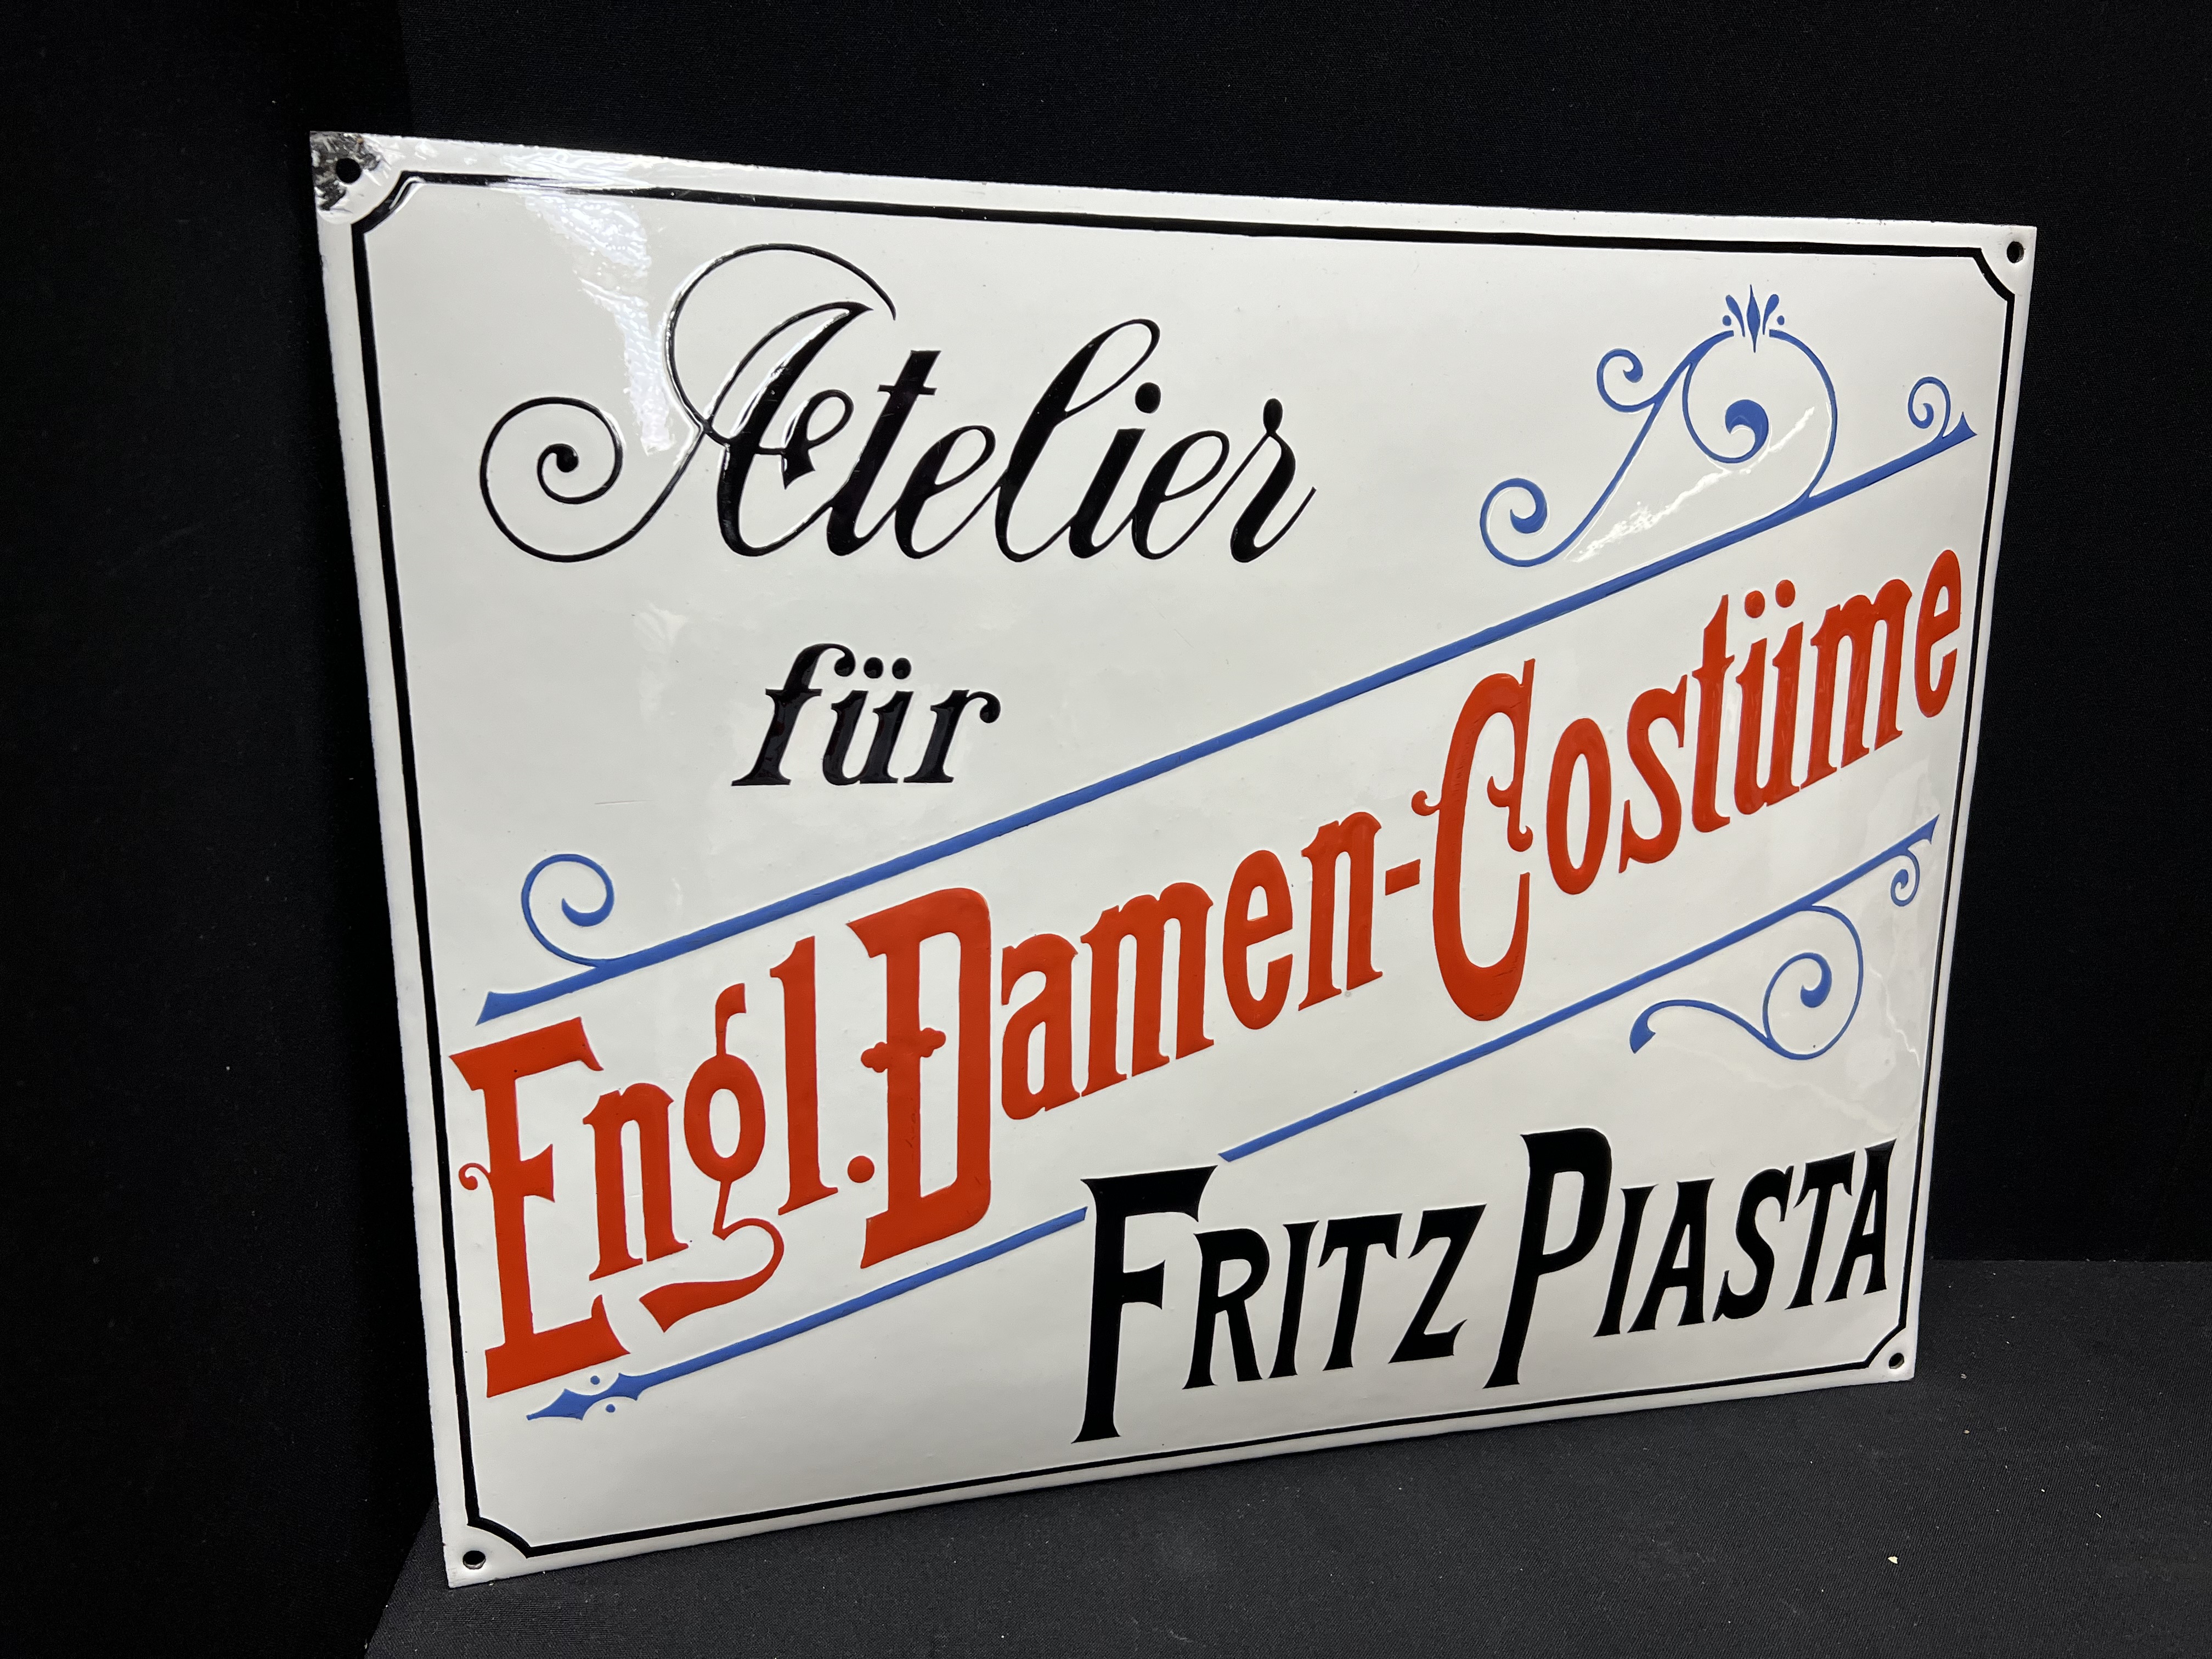 Atelier
für
Engl. Damen-Costüme
FRITZ PIASTA